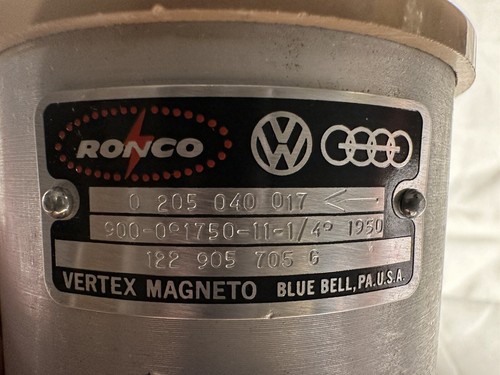 RONCO VW
0 205 040 017
900-0º1750-11-1/4º 1950
122 905 705 G
VERTEX MAGNETO BLUE BELL, PA. U.S.A.